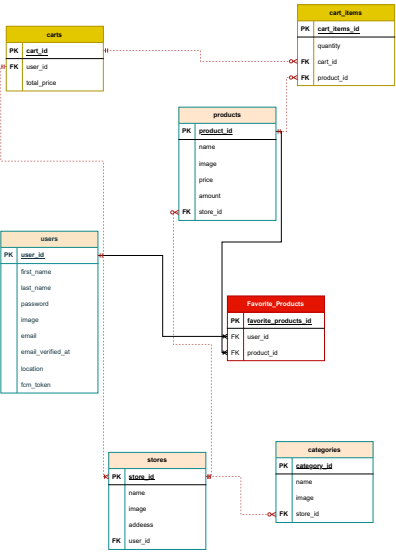 carts
PK cart_id
FK user_id
total_price
cart_items
PK cart_items_id
quantity
FK cart_id
FK product_id
products
PK product_id
name
image
price
amount
FK store_id
users
PK user_id
first_name
last_name
password
image
email
email_verified_at
location
fcm_token
Favorite_Products
PK favorite_products_id
FK user_id
FK product_id
stores
PK store_id
name
image
addeess
FK user_id
categories
PK category_id
name
image
FK store_id